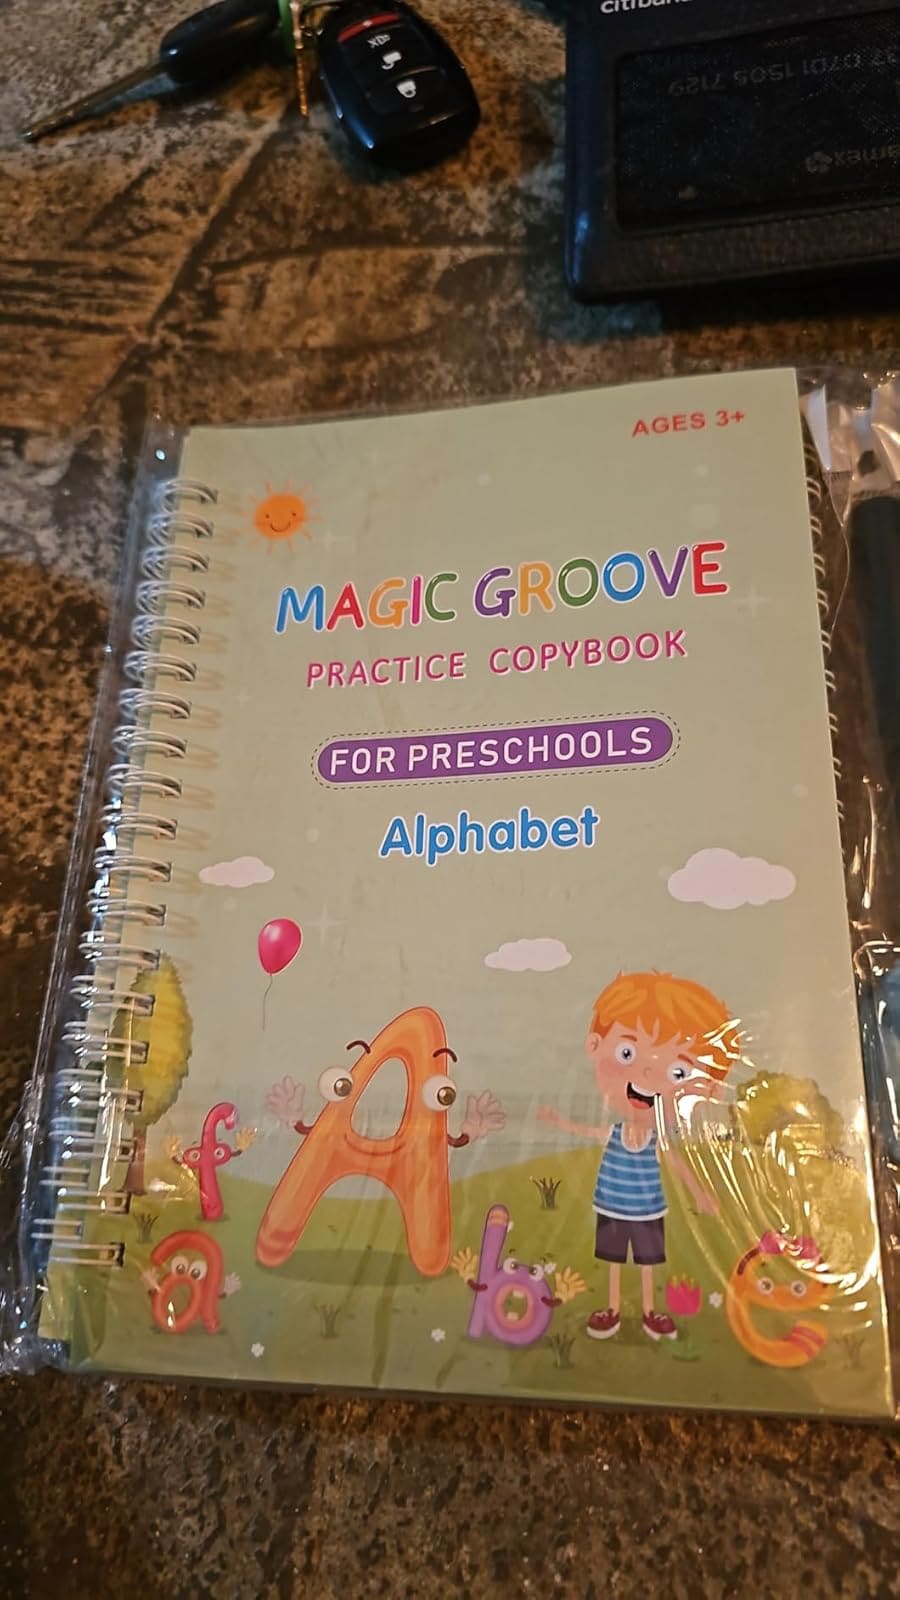 AGES 3+
MAGIC GROOVE
PRACTICE COPYBOOK
FOR PRESCHOOLS
Alphabet
f
A
a
b
e